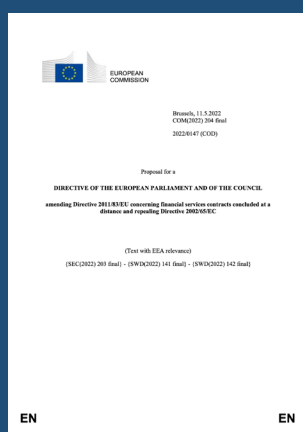 EUROPEAN
COMMISSION
Brussels, 11.5.2022
COM(2022) 204 final
2022/0147 (COD)
Proposal for a
DIRECTIVE OF THE EUROPEAN PARLIAMENT AND OF THE COUNCIL
amending Directive 2011/83/EU concerning financial services contracts concluded at a
distance and repealing Directive 2002/65/EC
(Text with EEA relevance)
{SEC(2022) 203 final} - {SWD(2022) 141 final} - {SWD(2022) 142 final}
EN EN